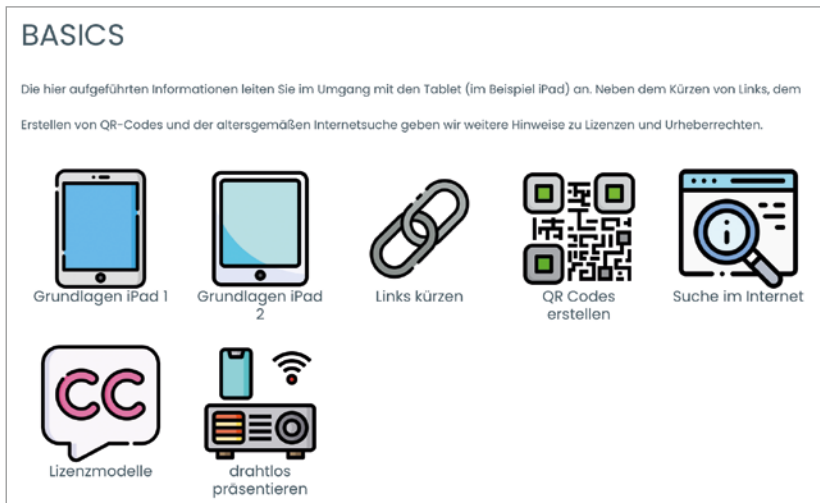 BASICS
Die hier aufgeführten Informationen leiten Sie im Umgang mit den Tablet (im Beispiel iPad) an. Neben dem Kürzen von Links, dem
Erstellen von QR-Codes und der altersgemäßen Internetsuche geben wir weitere Hinweise zu Lizenzen und Urheberrechten.
Grundlagen iPad 1
Grundlagen iPad
2
Links kürzen
QR Codes
erstellen
Suche im Internet
CC
Lizenzmodelle
drahtlos
präsentieren